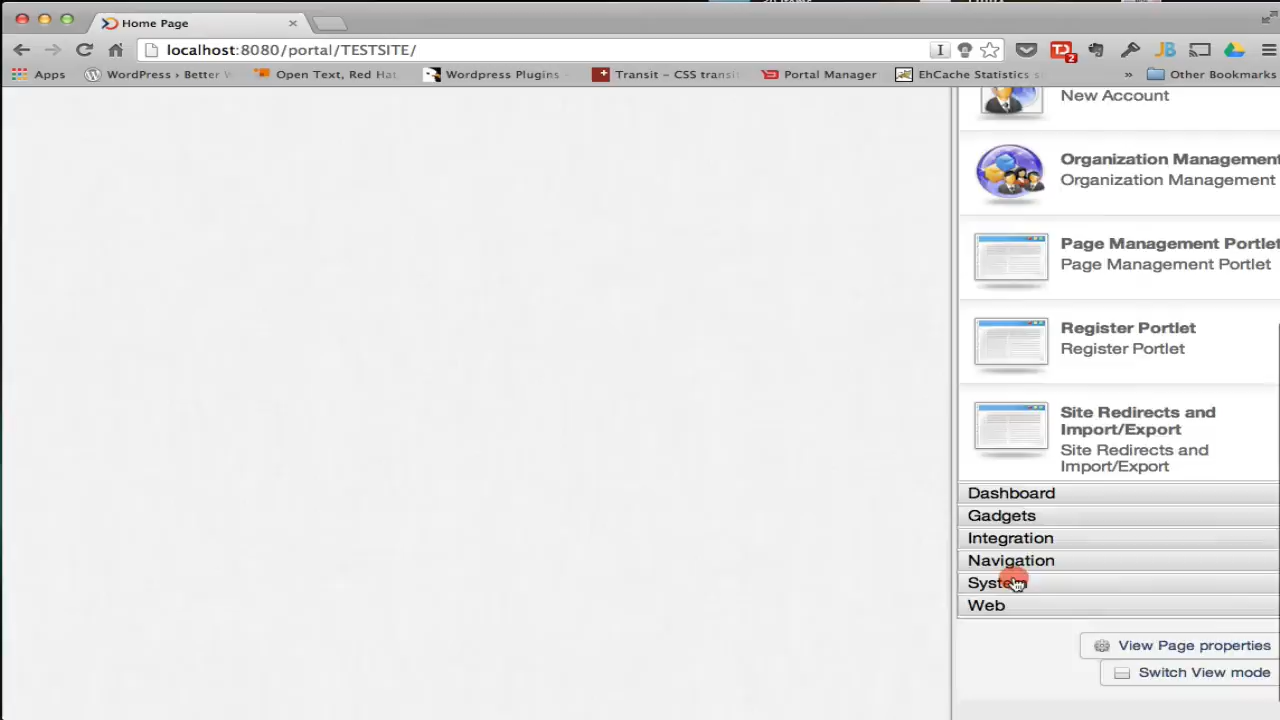 Home Page
localhost:8080/portal/TESTSITE/
2
Apps
WordPress › Better
Open Text, Red Hat
Wordpress Plugins
Transit – CSS transit
Portal Manager
EhCache Statistics
»
Other Bookmarks
New Account
Organization Management
Organization Management
Page Management Portlet
Page Management Portlet
Register Portlet
Register Portlet
Site Redirects and
Import/Export
Site Redirects and
Import/Export
Dashboard
Gadgets
Integration
Navigation
System
Web
View Page properties
Switch View mode